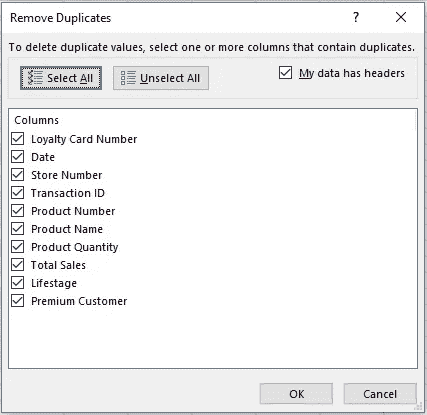 Remove Duplicates ?
To delete duplicate values, select one or more columns that contain duplicates.
Select All Unselect All My data has headers
Columns
Loyalty Card Number
Date
Store Number
Transaction ID
Product Number
Product Name
Product Quantity
Total Sales
Lifestage
Premium Customer
OK Cancel